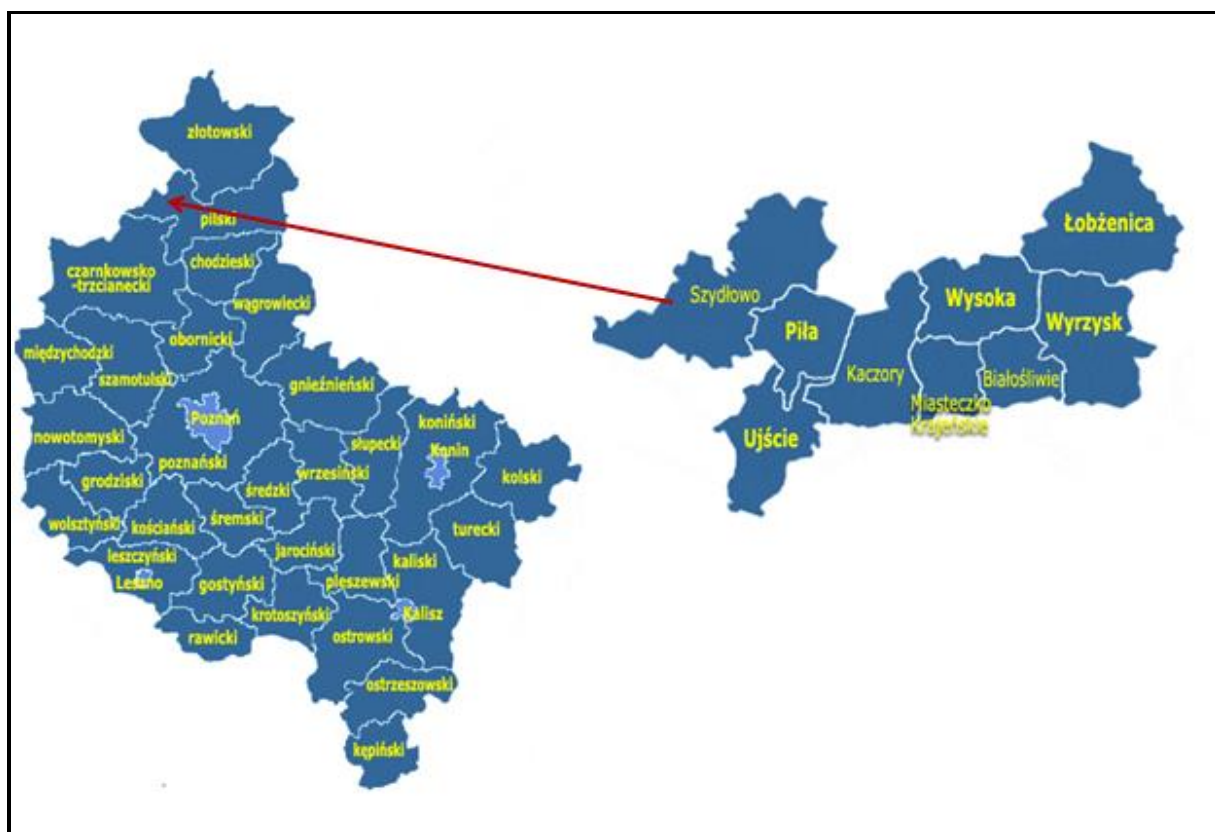 złotowski
pilski
chodzieski
czarnkowsko
-trzcianecki
wągrowiecki
obornicki
międzychodzki
szamotulski
gnieźnieński
Poznań
koniński
nowotomyski
słupecki
Konin
poznański
wrzesiński
kolski
grodziski
średzki
wolsztyński
kościański
śremski
turecki
leszczyński
jarociński
kaliski
Leszno
gostyński
pleszewski
krotoszyński
Kalisz
rawicki
ostrowski
ostrzeszowski
kępiński
Łobżenica
Szydłowo
Wysoka
Piła
Wyrzysk
Kaczory
Białośliwie
Miasteczko
Krajeńskie
Ujście